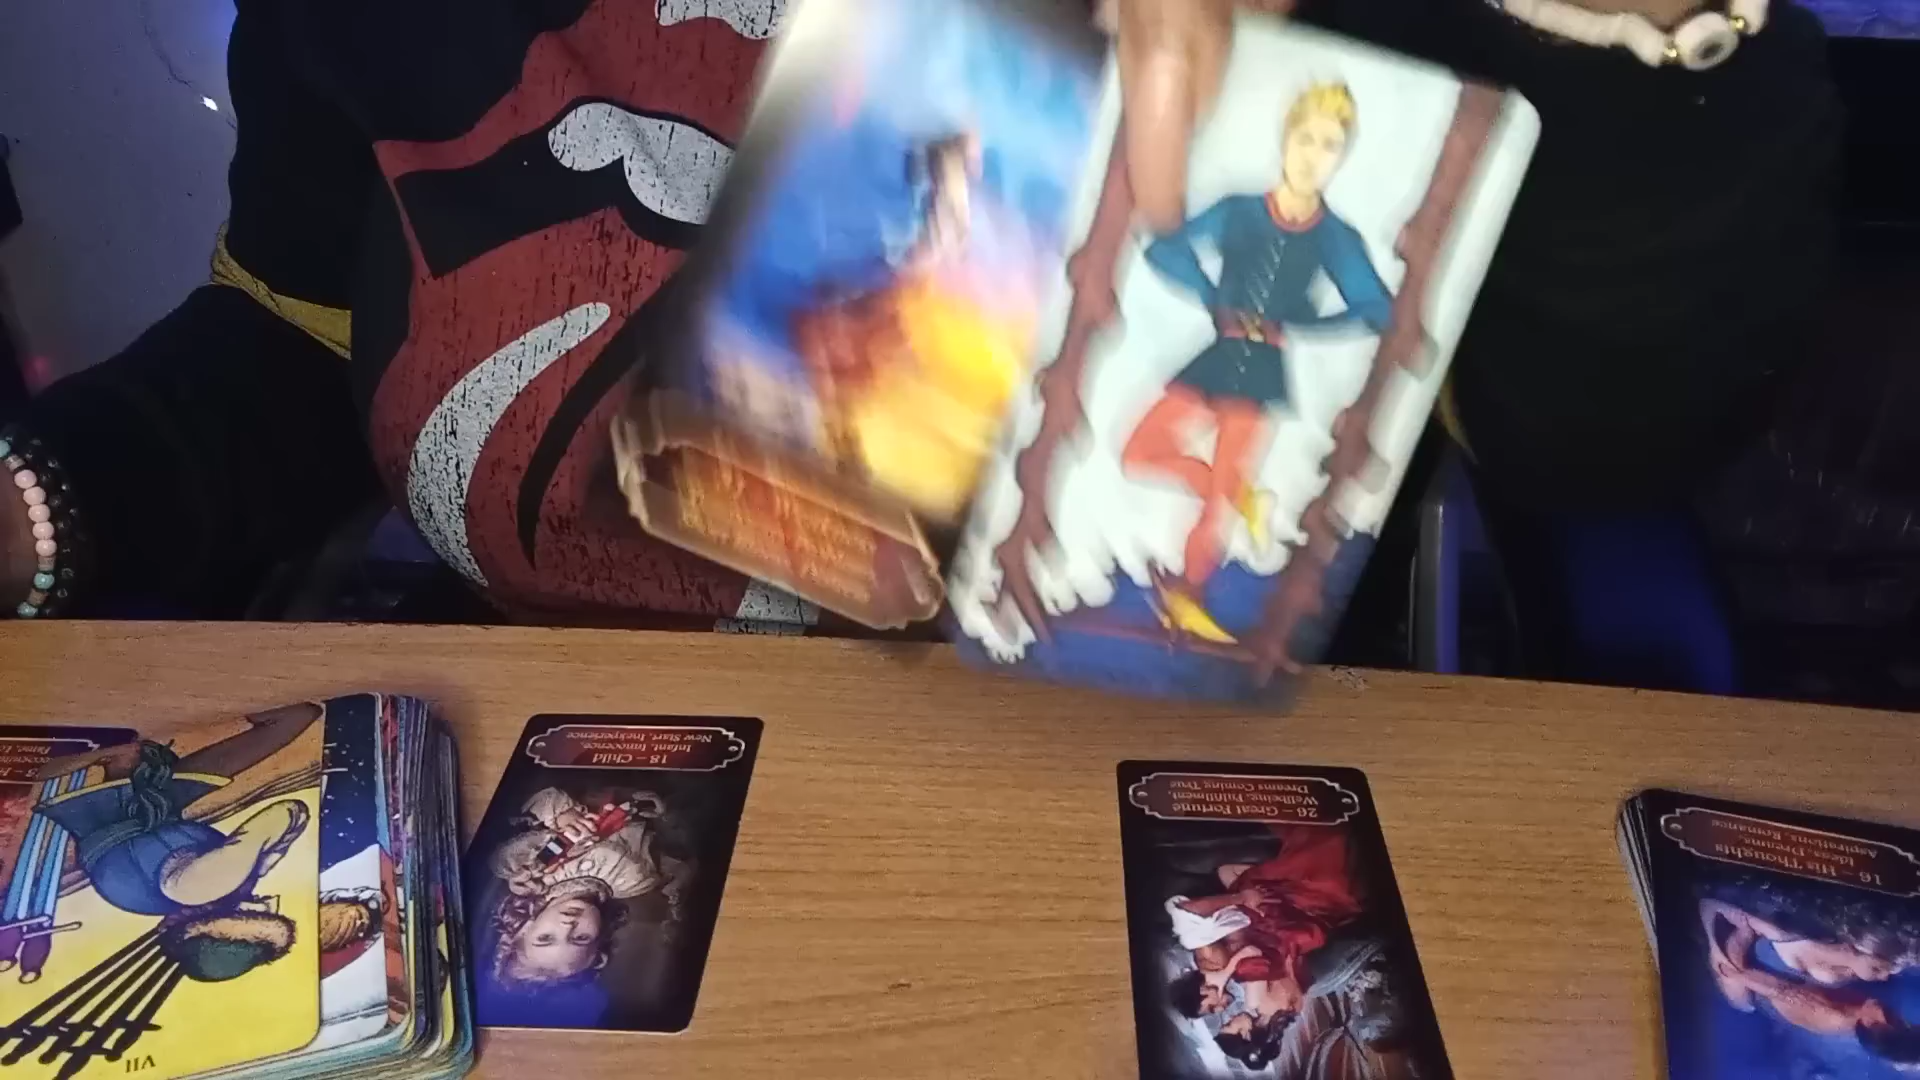 18 – Child
Infant, Innocence,
New Start, Inexperience
26 – Great Fortune
Wellbeing, Fulfillment,
Dreams Coming True
16 – His Thoughts
Ideas, Dreams,
Aspirations, Romance
VII